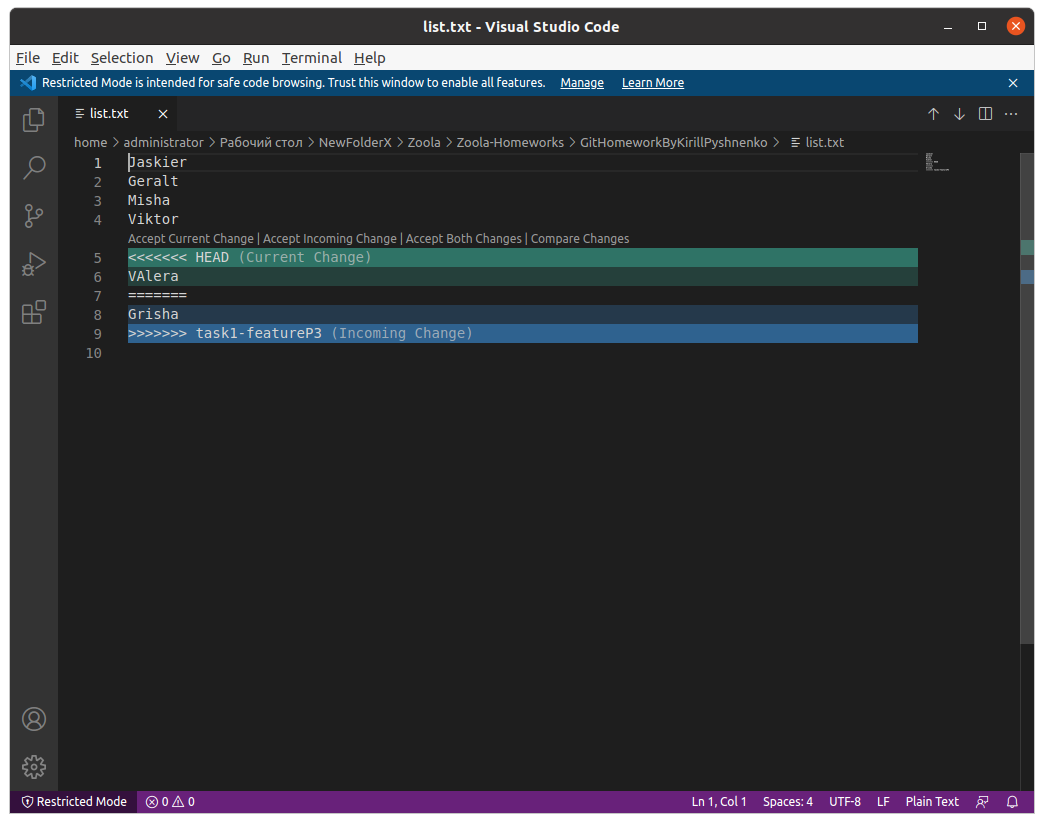 list.txt - Visual Studio Code
File Edit Selection View Go Run Terminal Help
Restricted Mode is intended for safe code browsing. Trust this window to enable all features. Manage Learn More
list.txt
home > administrator > Рабочий стол > NewFolderX > Zoola > Zoola-Homeworks > GitHomeworkByKirillPyshnenko > list.txt
1 Jaskier
2 Geralt
3 Misha
4 Viktor
Accept Current Change | Accept Incoming Change | Accept Both Changes | Compare Changes
5 <<<<<<< HEAD (Current Change)
6 VAlera
7 =======
8 Grisha
9 >>>>>>> task1-featureP3 (Incoming Change)
10
Restricted Mode 0 0 Ln 1, Col 1 Spaces: 4 UTF-8 LF Plain Text